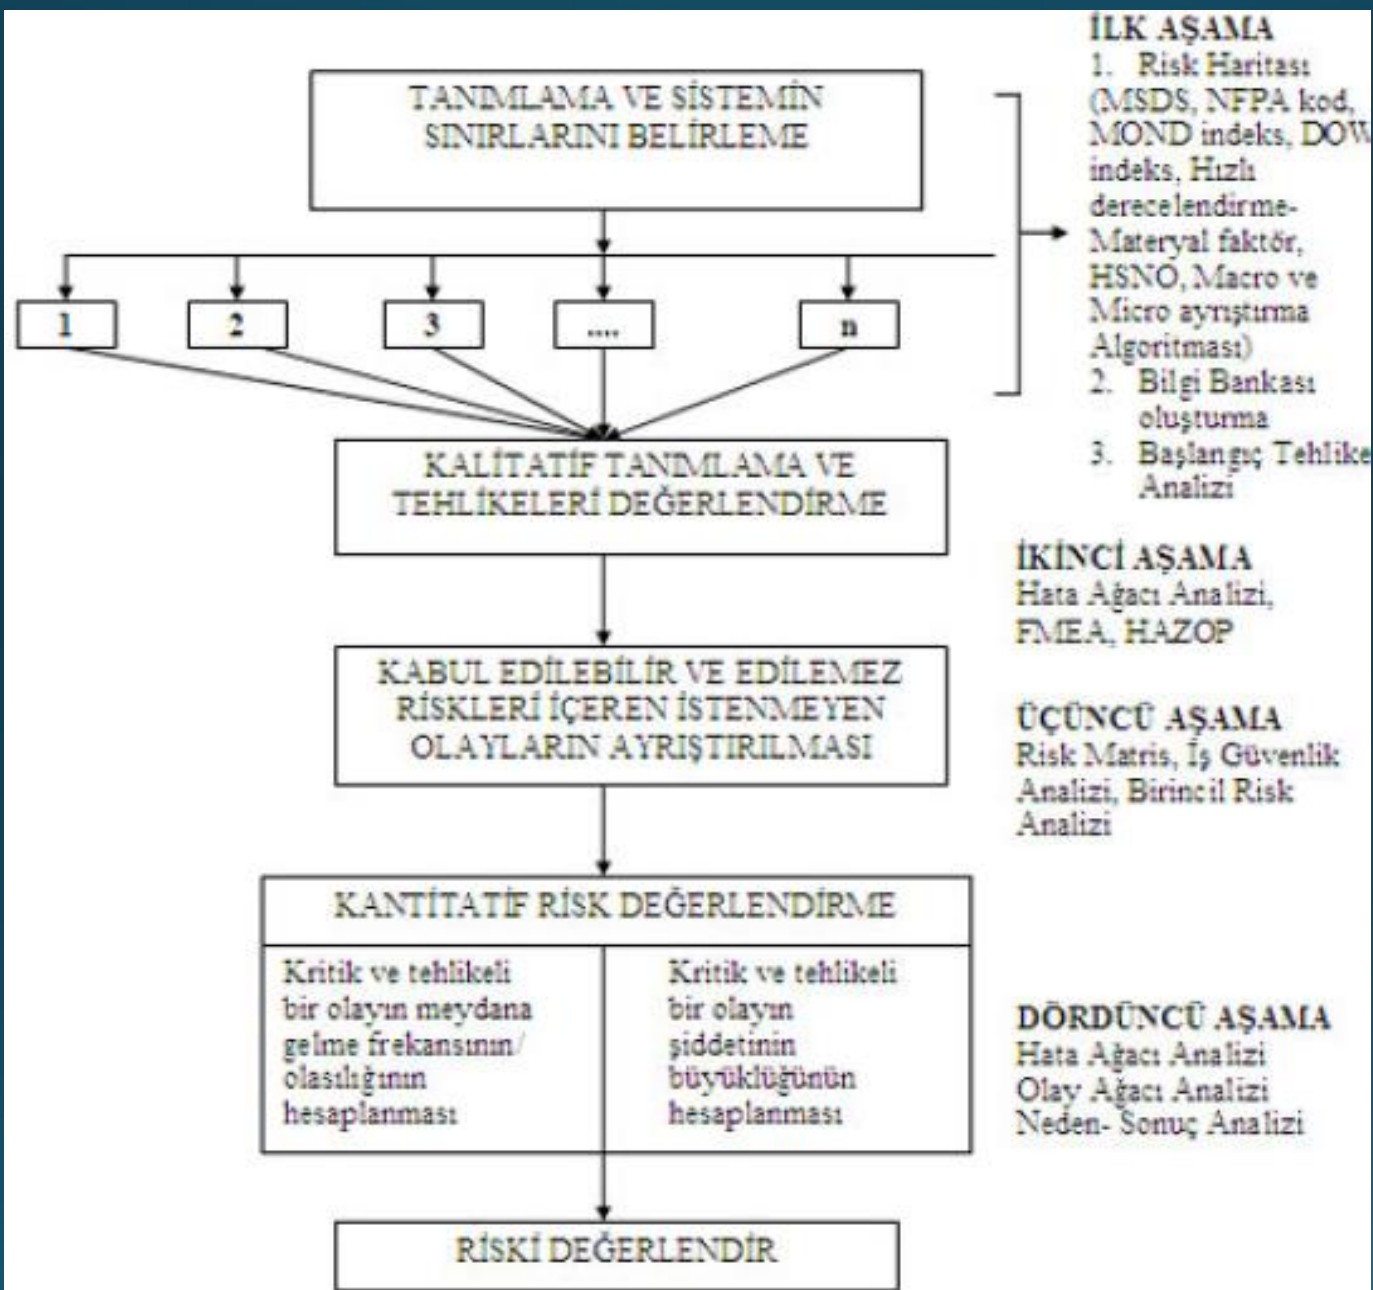 TANIMLAMA VE SİSTEMİN
SINIRLARINI BELİRLEME
1
2
3
....
n
KALİTATİF TANIMLAMA VE
TEHLİKELERİ DEĞERLENDİRME
KABUL EDİLEBİLİR VE EDİLEMEZ
RİSKLERİ İÇEREN İSTENMEYEN
OLAYLARIN AYRIŞTIRILMASI
KANTİTATİF RİSK DEĞERLENDİRME
Kritik ve tehlikeli
bir olayın meydana
gelme frekansının/
olasılığının
hesaplanması
Kritik ve tehlikeli
bir olayın
şiddetinin
büyüklüğünün
hesaplanması
RİSKİ DEĞERLENDİR
İLK AŞAMA
1. Risk Haritası
(MSDS, NFPA kod,
MOND indeks, DOW
indeks, Hızlı
derecelendirme-
Materyal faktör,
HSNO, Macro ve
Micro ayrıştırma
Algoritması)
2. Bilgi Bankası
oluşturma
3. Başlangıç Tehlike
Analizi
İKİNCİ AŞAMA
Hata Ağacı Analizi,
FMEA, HAZOP
ÜÇÜNCÜ AŞAMA
Risk Matris, İş Güvenlik
Analizi, Birincil Risk
Analizi
DÖRDÜNCÜ AŞAMA
Hata Ağacı Analizi
Olay Ağacı Analizi
Neden- Sonuç Analizi